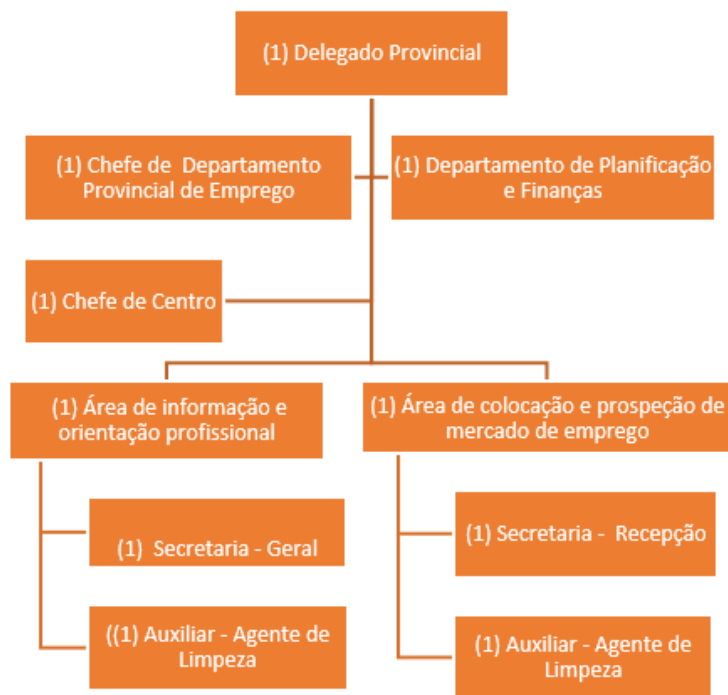 (1) Delegado Provincial
(1) Chefe de Departamento
Provincial de Emprego
(1) Departamento de Planificação
e Finanças
(1) Chefe de Centro
(1) Área de informação e
orientação profissional
(1) Área de colocação e prospeção de
mercado de emprego
(1) Secretaria - Geral
(1) Secretaria - Recepção
((1) Auxiliar - Agente de
Limpeza
(1) Auxiliar - Agente de
Limpeza